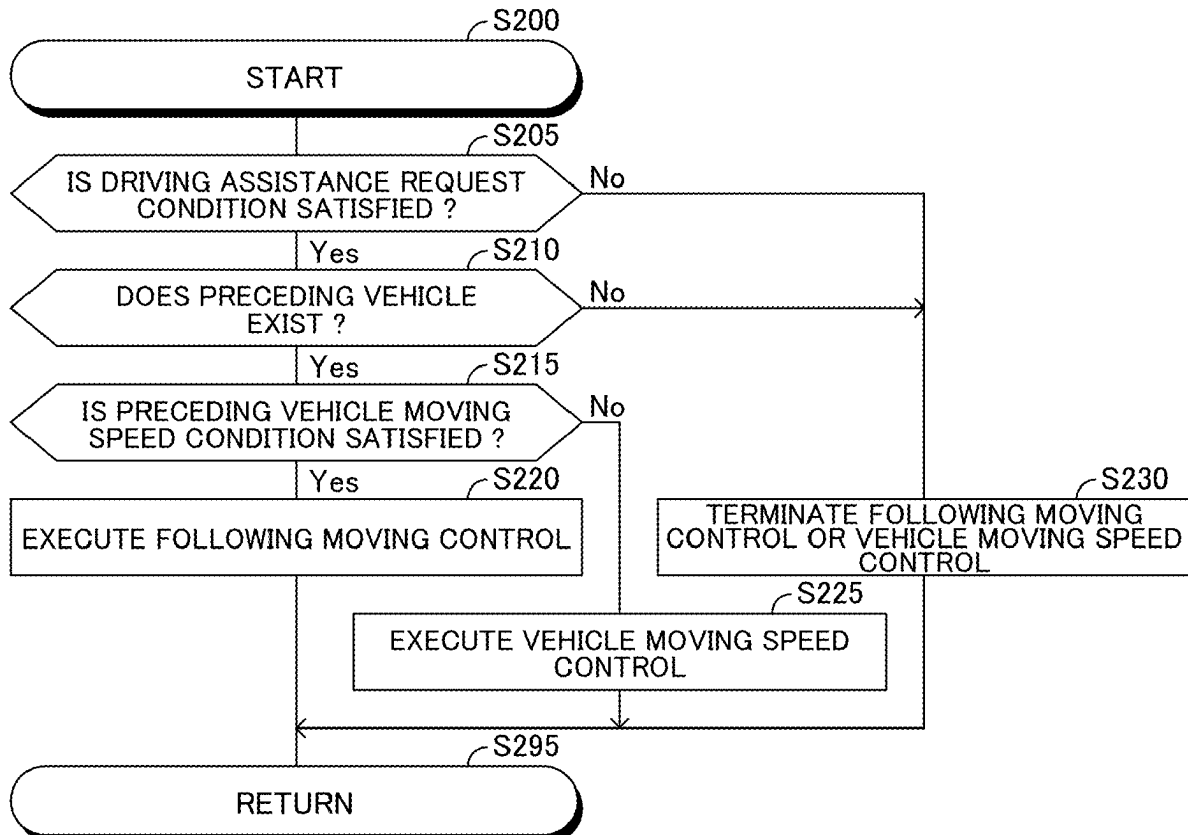 S200
START
S205
IS DRIVING ASSISTANCE REQUEST
CONDITION SATISFIED ?
No
Yes
S210
DOES PRECEDING VEHICLE
EXIST ?
No
Yes
S215
IS PRECEDING VEHICLE MOVING
SPEED CONDITION SATISFIED ?
No
Yes
S220
EXECUTE FOLLOWING MOVING CONTROL
S230
TERMINATE FOLLOWING MOVING
CONTROL OR VEHICLE MOVING SPEED
CONTROL
S225
EXECUTE VEHICLE MOVING SPEED
CONTROL
S295
RETURN